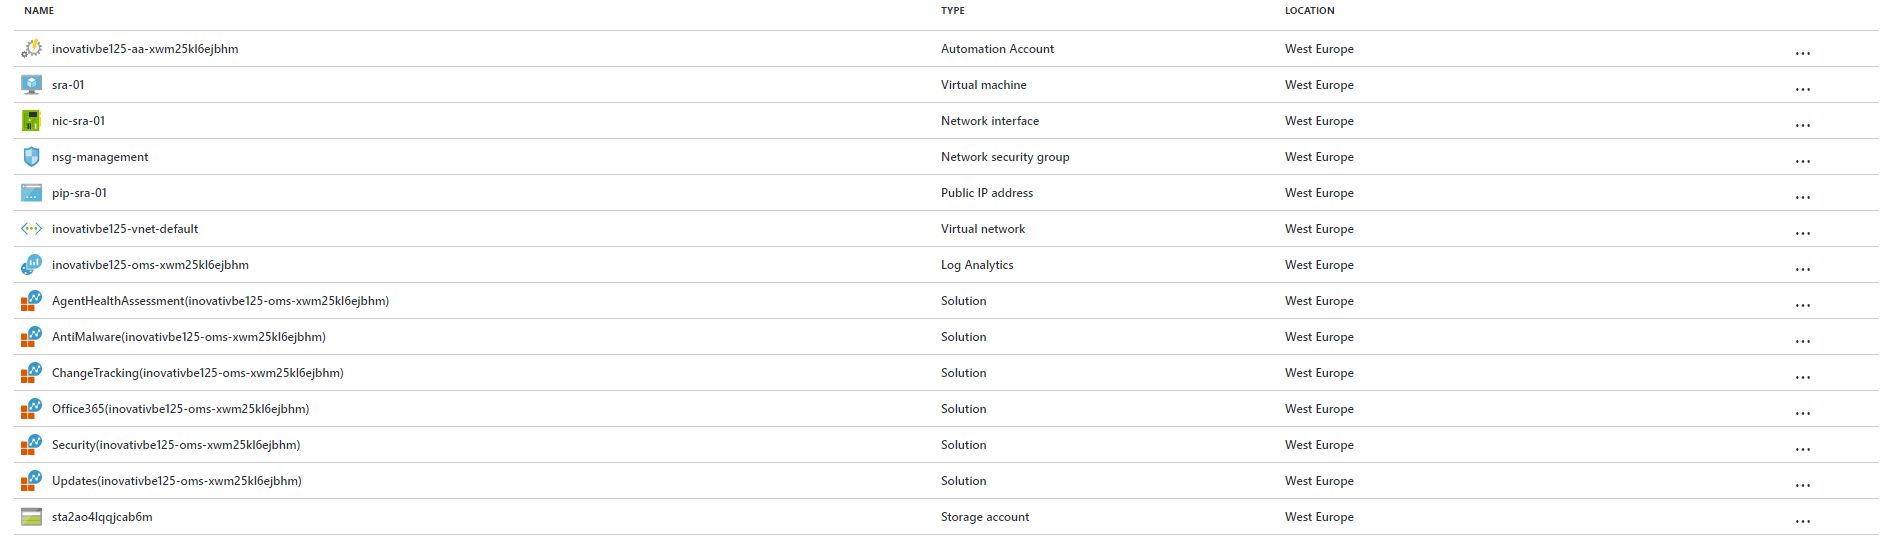 NAME TYPE LOCATION
inovativbe125-aa-xwm25kl6ejbhm Automation Account West Europe ...
sra-01 Virtual machine West Europe ...
nic-sra-01 Network interface West Europe ...
nsg-management Network security group West Europe ...
pip-sra-01 Public IP address West Europe ...
inovativbe125-vnet-default Virtual network West Europe ...
inovativbe125-oms-xwm25kl6ejbhm Log Analytics West Europe ...
AgentHealthAssessment(inovativbe125-oms-xwm25kl6ejbhm) Solution West Europe ...
AntiMalware(inovativbe125-oms-xwm25kl6ejbhm) Solution West Europe ...
ChangeTracking(inovativbe125-oms-xwm25kl6ejbhm) Solution West Europe ...
Office365(inovativbe125-oms-xwm25kl6ejbhm) Solution West Europe ...
Security(inovativbe125-oms-xwm25kl6ejbhm) Solution West Europe ...
Updates(inovativbe125-oms-xwm25kl6ejbhm) Solution West Europe ...
sta2ao4lqqjcab6m Storage account West Europe ...